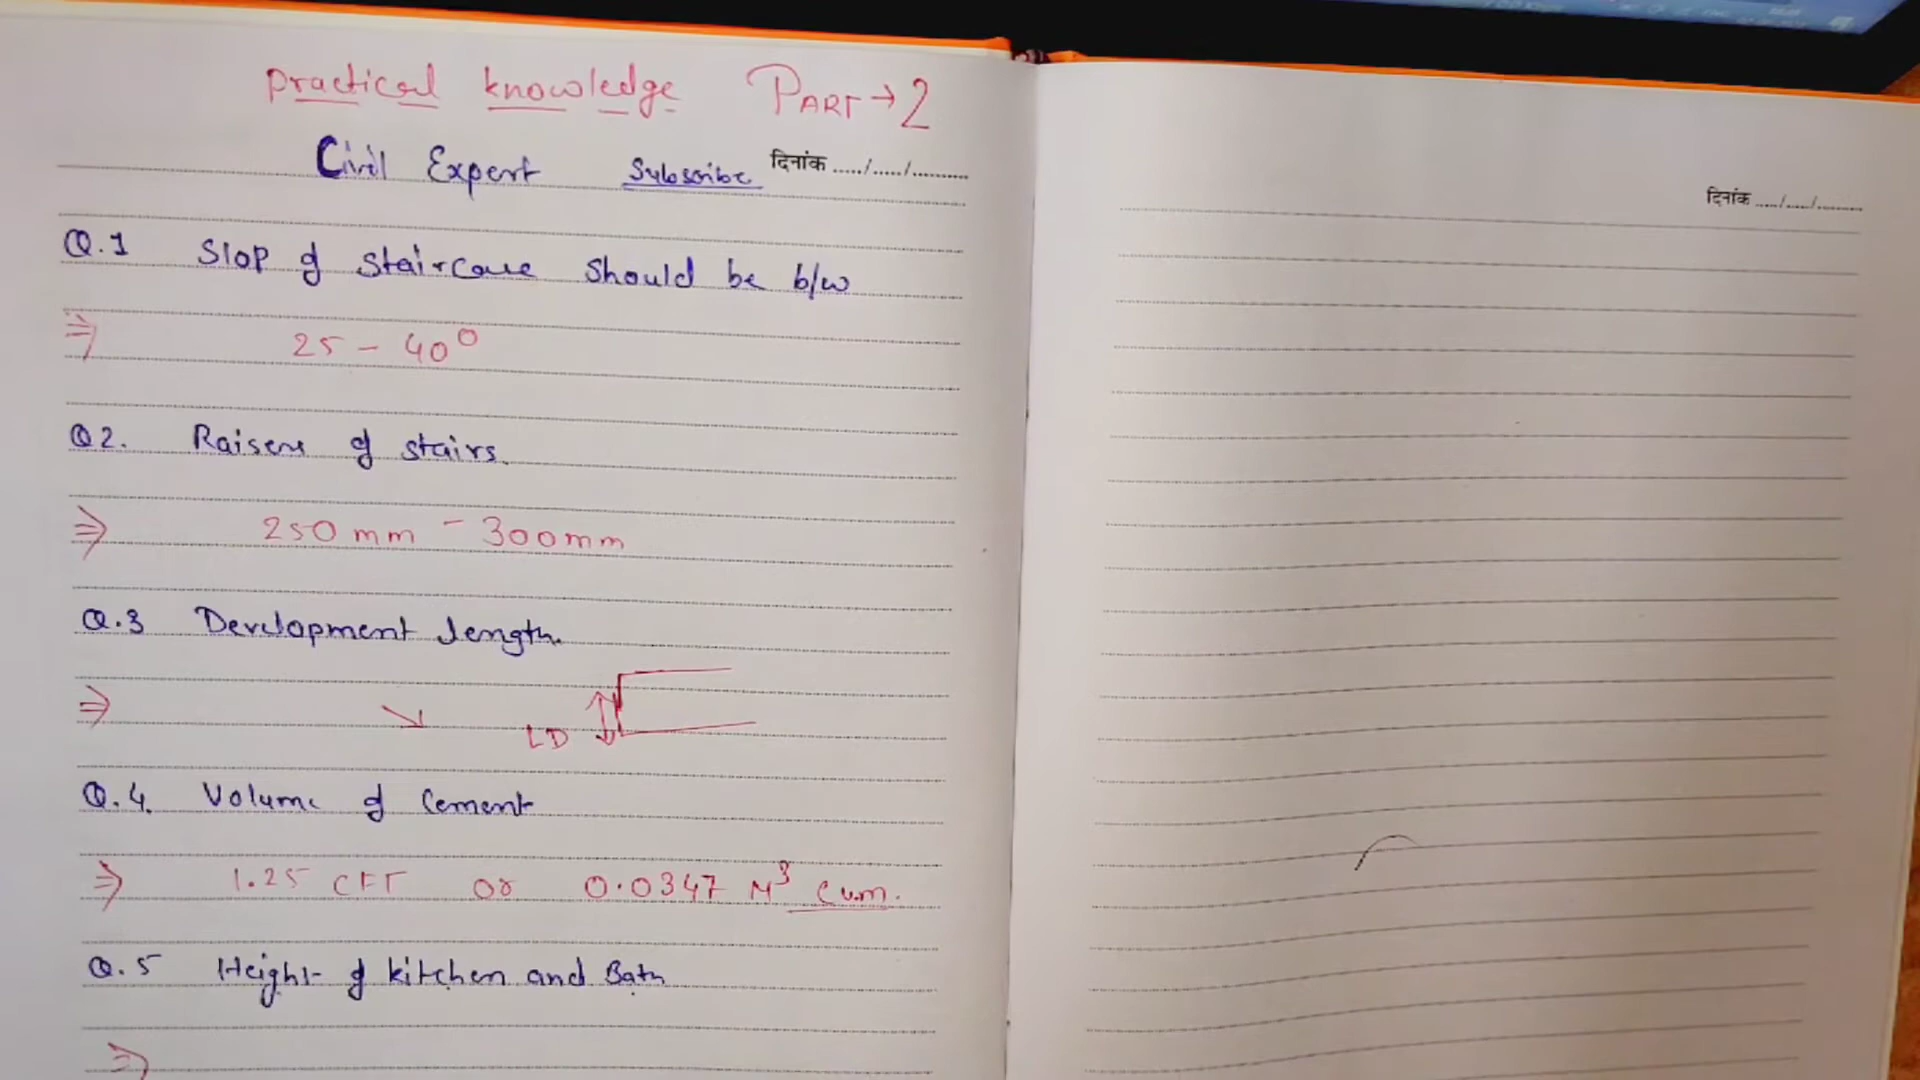 practical knowledge PART → 2
Civil Expert Subscribe दिनांक ...../...../..........
दिनांक ...../...../..........
Q.1 Slop of staircase should be b/w
⇒ 25 - 40°
Q2. Raisers of stairs.
⇒ 250 mm - 300mm
Q.3 Development length.
⇒ LD
Q.4. Volume of Cement
⇒ 1.25 CFT or 0.0347 M³ Cum.
Q.5 Height of kitchen and Bath
⇒